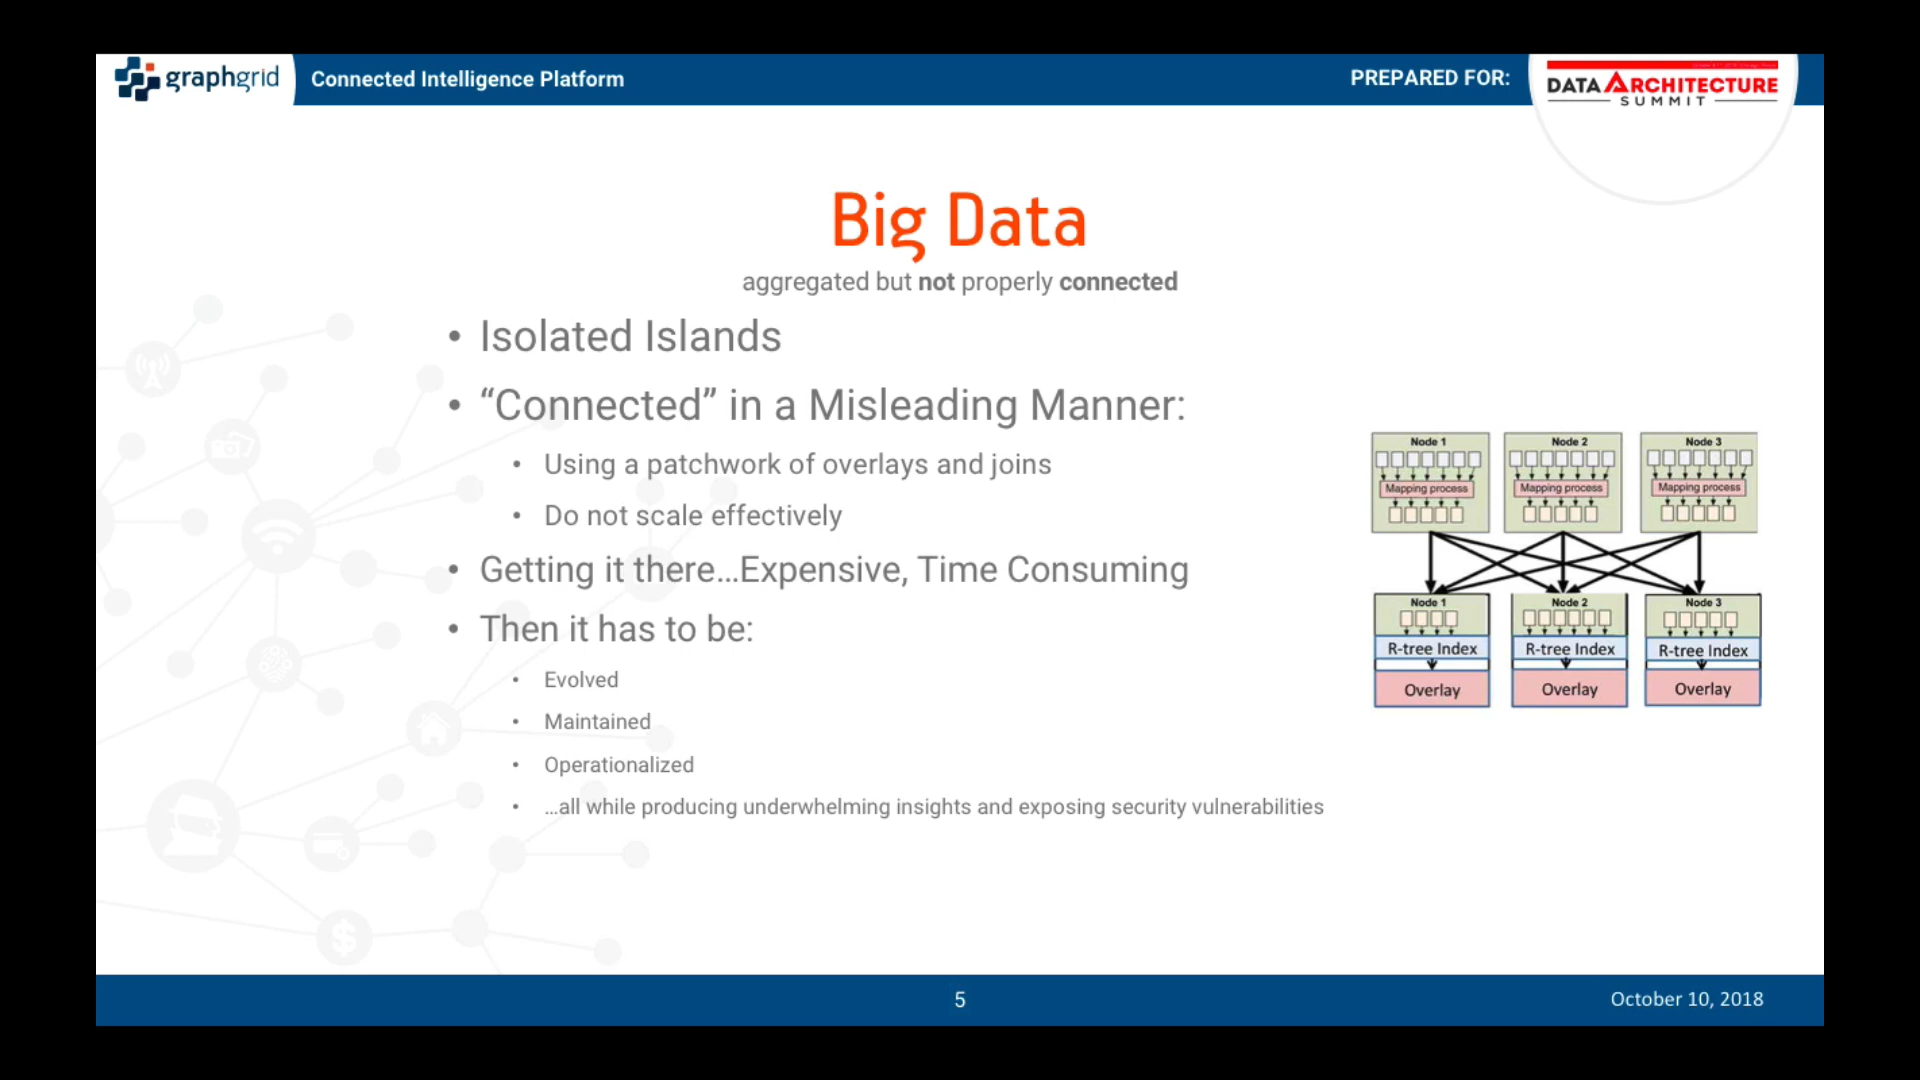 graphgrid
Connected Intelligence Platform
PREPARED FOR:
DATA ARCHITECTURE
SUMMIT
Big Data
aggregated but not properly connected
• Isolated Islands
• “Connected” in a Misleading Manner:
• Using a patchwork of overlays and joins
• Do not scale effectively
• Getting it there...Expensive, Time Consuming
• Then it has to be:
• Evolved
• Maintained
• Operationalized
• ...all while producing underwhelming insights and exposing security vulnerabilities
Node 1 Node 2 Node 3
Mapping process Mapping process Mapping process
Node 1 Node 2 Node 3
R-tree Index R-tree Index R-tree Index
Overlay Overlay Overlay
5
October 10, 2018